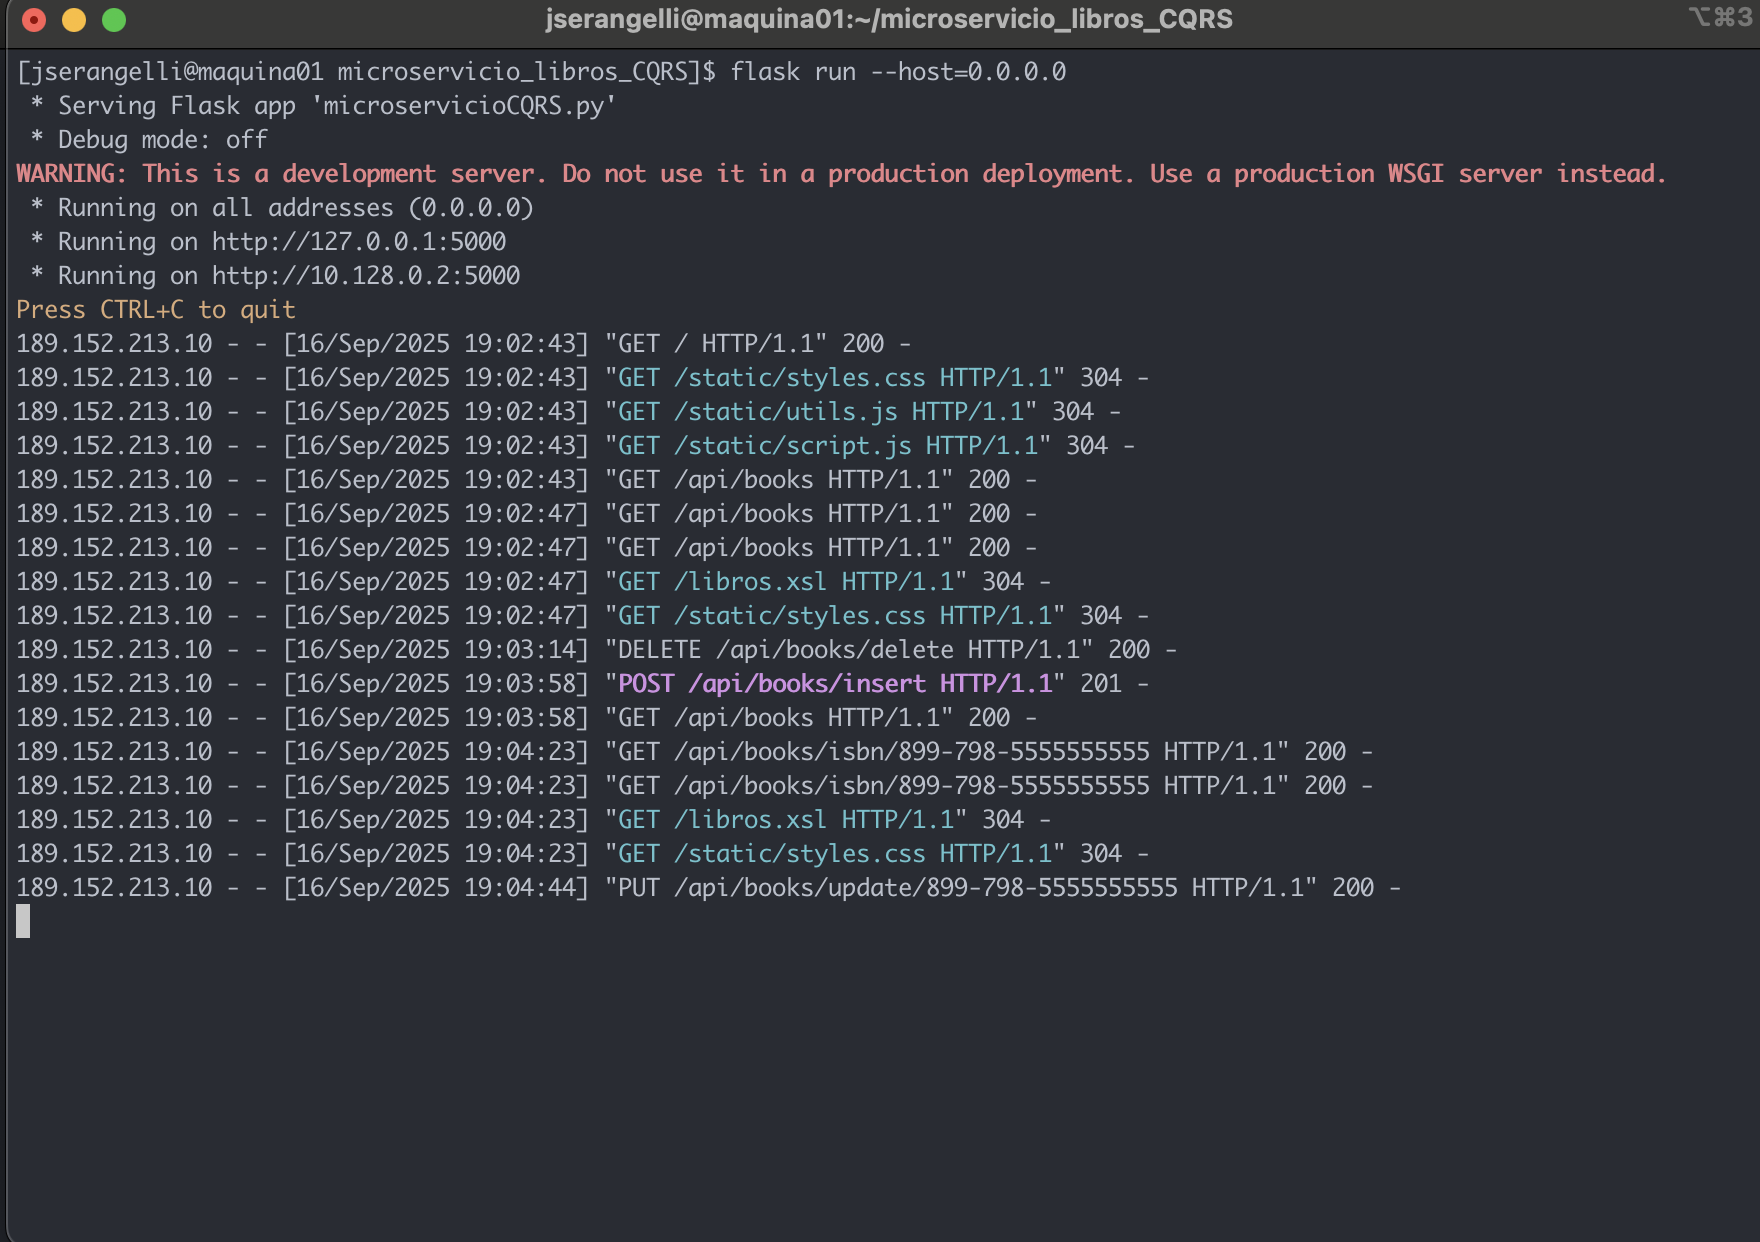 jserangelli@maquina01:~/microservicio_libros_CQRS
⌥⌘3
[jserangelli@maquina01 microservicio_libros_CQRS]$ flask run --host=0.0.0.0
 * Serving Flask app 'microservicioCQRS.py'
 * Debug mode: off
WARNING: This is a development server. Do not use it in a production deployment. Use a production WSGI server instead.
 * Running on all addresses (0.0.0.0)
 * Running on http://127.0.0.1:5000
 * Running on http://10.128.0.2:5000
Press CTRL+C to quit
189.152.213.10 - - [16/Sep/2025 19:02:43] "GET / HTTP/1.1" 200 -
189.152.213.10 - - [16/Sep/2025 19:02:43] "GET /static/styles.css HTTP/1.1" 304 -
189.152.213.10 - - [16/Sep/2025 19:02:43] "GET /static/utils.js HTTP/1.1" 304 -
189.152.213.10 - - [16/Sep/2025 19:02:43] "GET /static/script.js HTTP/1.1" 304 -
189.152.213.10 - - [16/Sep/2025 19:02:43] "GET /api/books HTTP/1.1" 200 -
189.152.213.10 - - [16/Sep/2025 19:02:47] "GET /api/books HTTP/1.1" 200 -
189.152.213.10 - - [16/Sep/2025 19:02:47] "GET /api/books HTTP/1.1" 200 -
189.152.213.10 - - [16/Sep/2025 19:02:47] "GET /libros.xsl HTTP/1.1" 304 -
189.152.213.10 - - [16/Sep/2025 19:02:47] "GET /static/styles.css HTTP/1.1" 304 -
189.152.213.10 - - [16/Sep/2025 19:03:14] "DELETE /api/books/delete HTTP/1.1" 200 -
189.152.213.10 - - [16/Sep/2025 19:03:58] "POST /api/books/insert HTTP/1.1" 201 -
189.152.213.10 - - [16/Sep/2025 19:03:58] "GET /api/books HTTP/1.1" 200 -
189.152.213.10 - - [16/Sep/2025 19:04:23] "GET /api/books/isbn/899-798-5555555555 HTTP/1.1" 200 -
189.152.213.10 - - [16/Sep/2025 19:04:23] "GET /api/books/isbn/899-798-5555555555 HTTP/1.1" 200 -
189.152.213.10 - - [16/Sep/2025 19:04:23] "GET /libros.xsl HTTP/1.1" 304 -
189.152.213.10 - - [16/Sep/2025 19:04:23] "GET /static/styles.css HTTP/1.1" 304 -
189.152.213.10 - - [16/Sep/2025 19:04:44] "PUT /api/books/update/899-798-5555555555 HTTP/1.1" 200 -